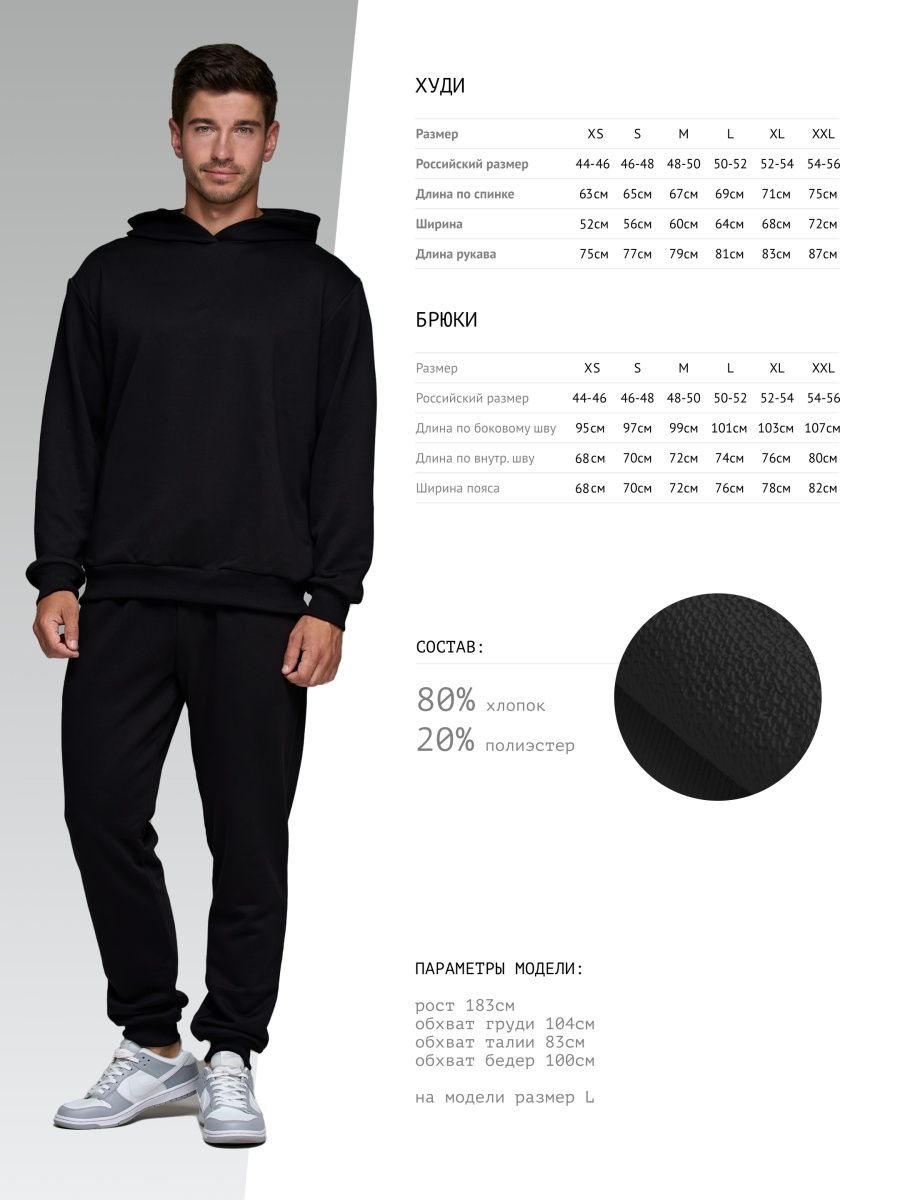 ХУДИ
Размер XS S M L XL XXL
Российский размер 44-46 46-48 48-50 50-52 52-54 54-56
Длина по спинке 63см 65см 67см 69см 71см 75см
Ширина 52см 56см 60см 64см 68см 72см
Длина рукава 75см 77см 79см 81см 83см 87см
БРЮКИ
Размер XS S M L XL XXL
Российский размер 44-46 46-48 48-50 50-52 52-54 54-56
Длина по боковому шву 95см 97см 99см 101см 103см 107см
Длина по внутр. шву 68см 70см 72см 74см 76см 80см
Ширина пояса 68см 70см 72см 76см 78см 82см
СОСТАВ:
80% хлопок
20% полиэстер
ПАРАМЕТРЫ МОДЕЛИ:
рост 183см
обхват груди 104см
обхват талии 83см
обхват бедер 100см
на модели размер L